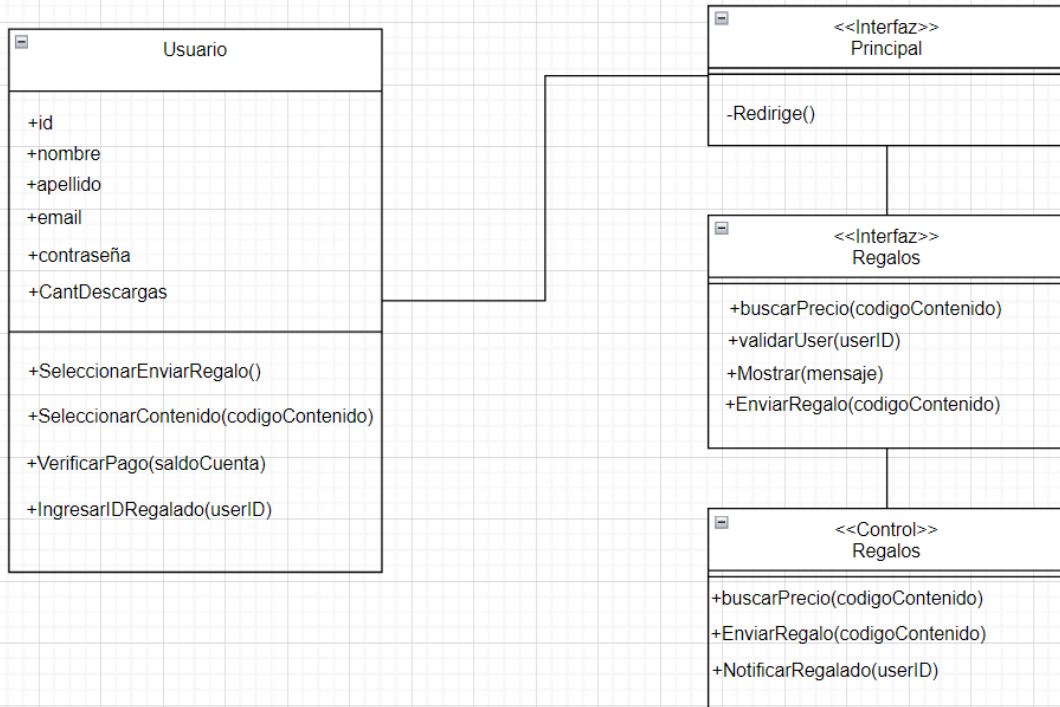 Usuario
+id
+nombre
+apellido
+email
+contraseña
+CantDescargas
+SeleccionarEnviarRegalo()
+SeleccionarContenido(codigoContenido)
+VerificarPago(saldoCuenta)
+IngresarIDRegalado(userID)
<<Interfaz>>
Principal
-Redirige()
<<Interfaz>>
Regalos
+buscarPrecio(codigoContenido)
+validarUser(userID)
+Mostrar(mensaje)
+EnviarRegalo(codigoContenido)
<<Control>>
Regalos
+buscarPrecio(codigoContenido)
+EnviarRegalo(codigoContenido)
+NotificarRegalado(userID)